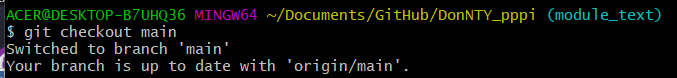 ACER@DESKTOP-B7UHQ36 MINGW64 ~/Documents/GitHub/DonNTY_pppi (module_text)
$ git checkout main
Switched to branch 'main'
Your branch is up to date with 'origin/main'.